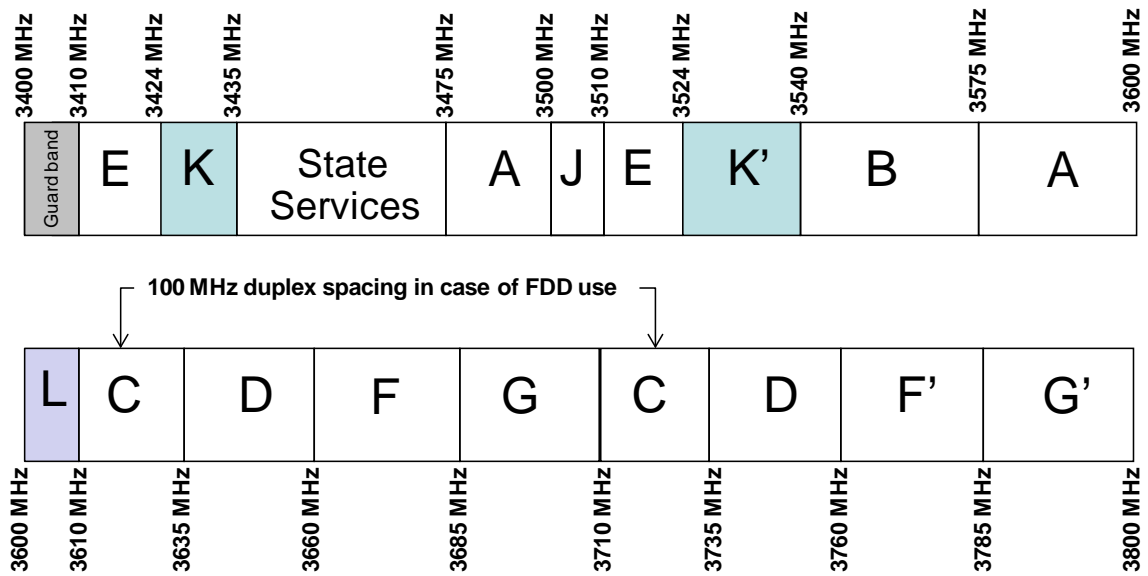 3400 MHz
3410 MHz
3424 MHz
3435 MHz
3475 MHz
3500 MHz
3510 MHz
3524 MHz
3540 MHz
3575 MHz
3600 MHz
Guard band
E
K
State
Services
A
J
E
K’
B
A
100 MHz duplex spacing in case of FDD use
L
C
D
F
G
C
D
F’
G’
3600 MHz
3610 MHz
3635 MHz
3660 MHz
3685 MHz
3710 MHz
3735 MHz
3760 MHz
3785 MHz
3800 MHz